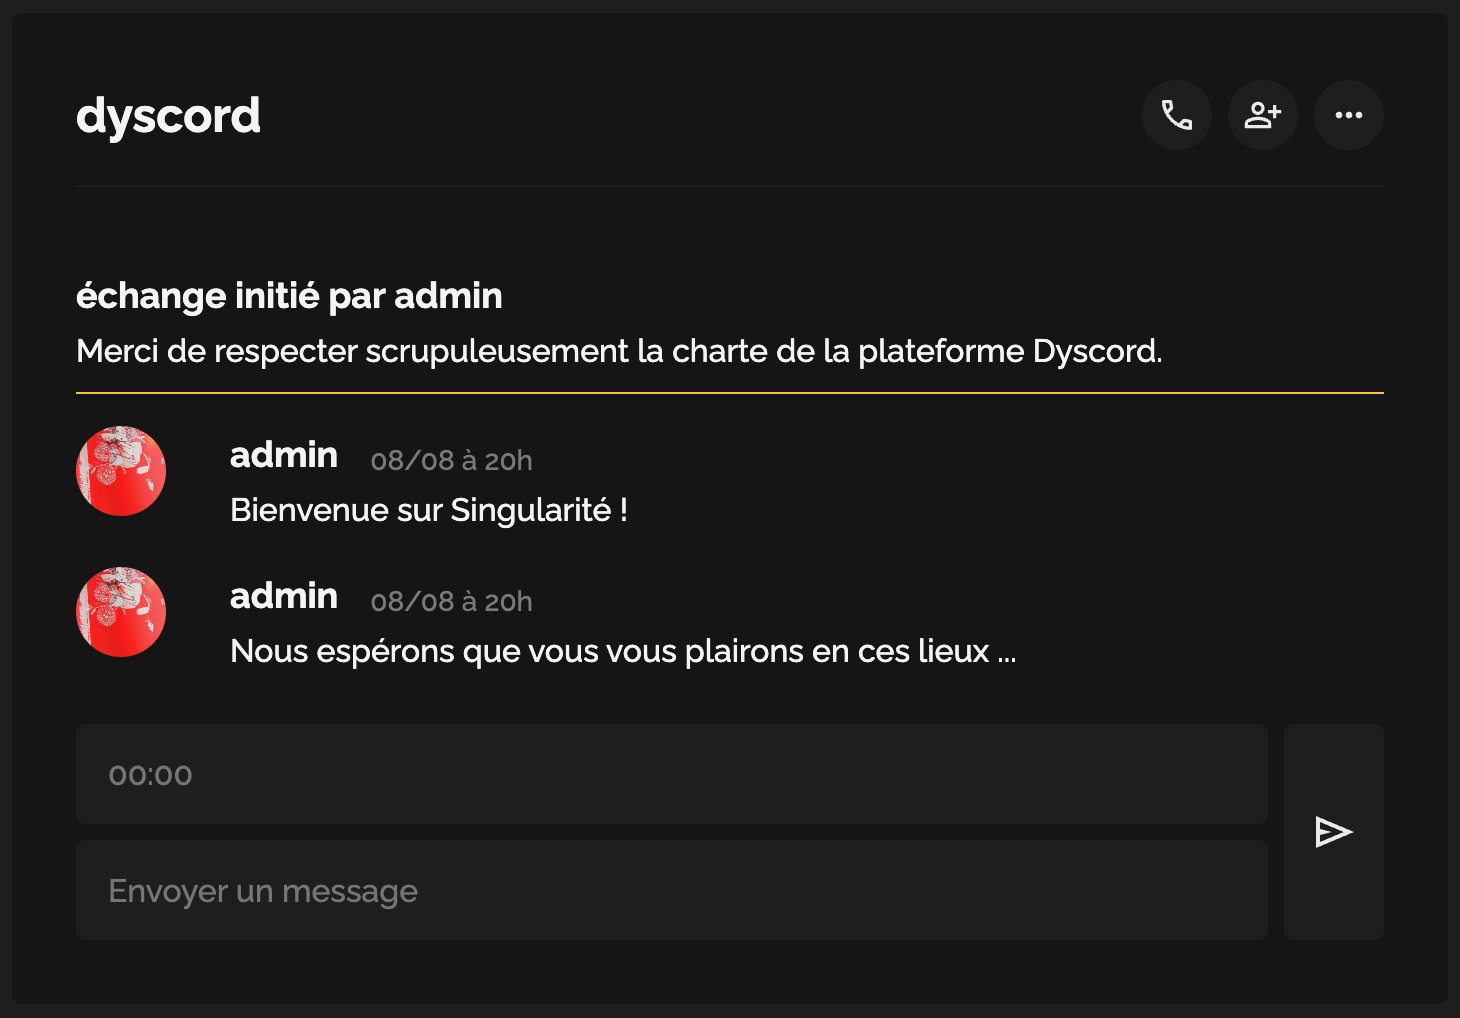 dyscord
échange initié par admin
Merci de respecter scrupuleusement la charte de la plateforme Dyscord.
admin 08/08 à 20h
Bienvenue sur Singularité !
admin 08/08 à 20h
Nous espérons que vous vous plairons en ces lieux ...
00:00
Envoyer un message